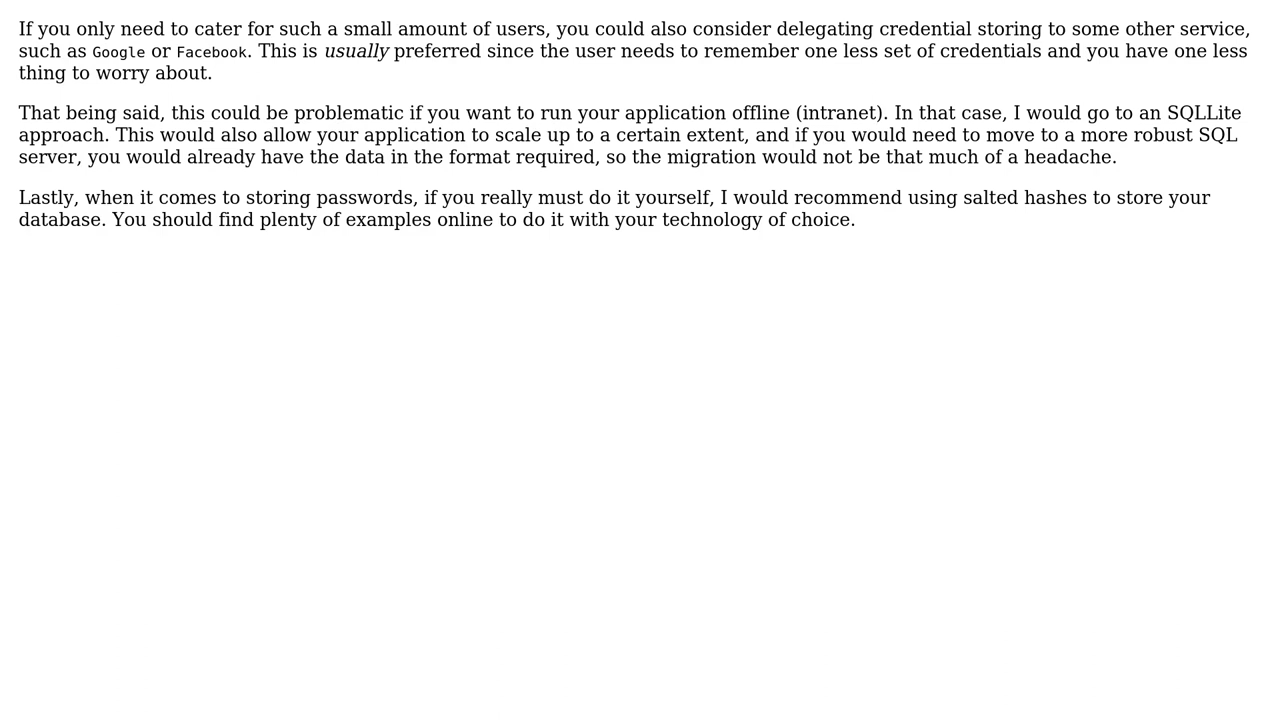 If you only need to cater for such a small amount of users, you could also consider delegating credential storing to some other service,
such as Google or Facebook. This is usually preferred since the user needs to remember one less set of credentials and you have one less
thing to worry about.
That being said, this could be problematic if you want to run your application offline (intranet). In that case, I would go to an SQLLite
approach. This would also allow your application to scale up to a certain extent, and if you would need to move to a more robust SQL
server, you would already have the data in the format required, so the migration would not be that much of a headache.
Lastly, when it comes to storing passwords, if you really must do it yourself, I would recommend using salted hashes to store your
database. You should find plenty of examples online to do it with your technology of choice.